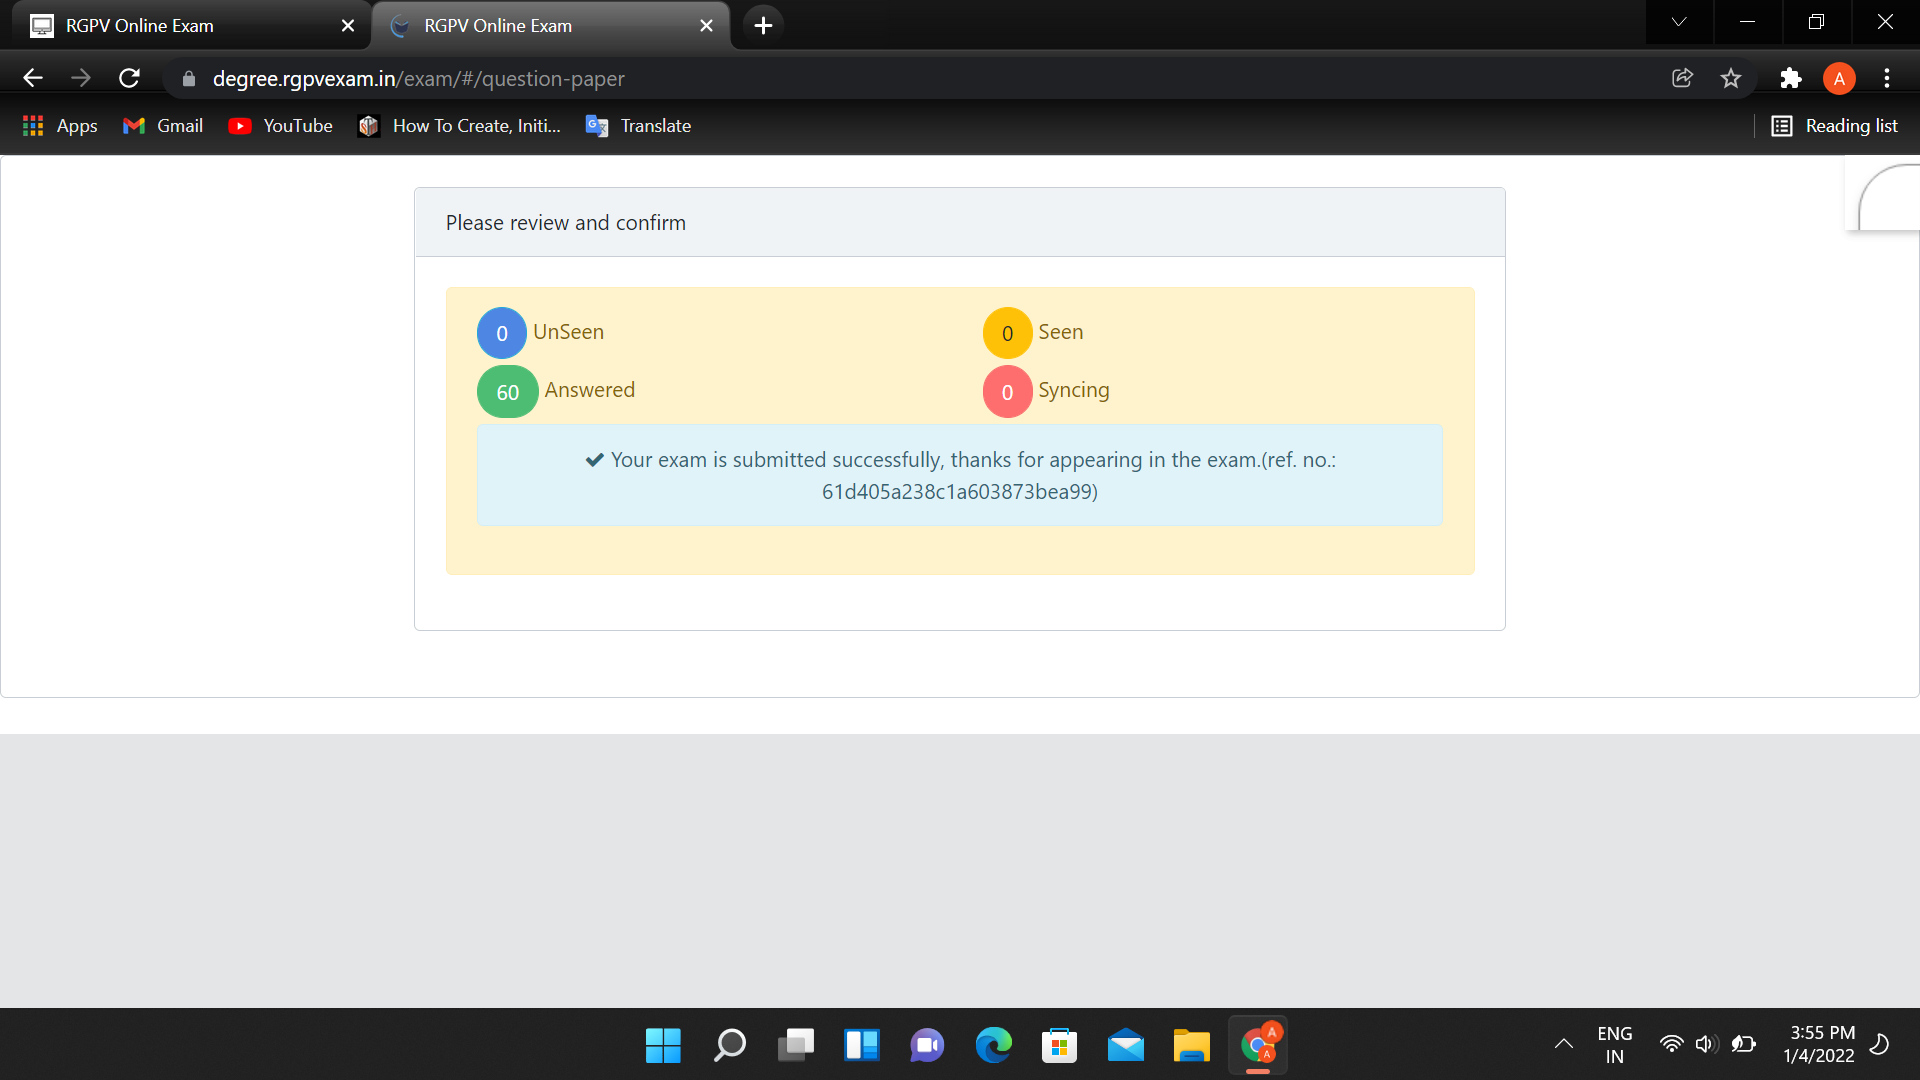 RGPV Online Exam
RGPV Online Exam
degree.rgpvexam.in/exam/#/question-paper
A
Apps
Gmail
YouTube
How To Create, Initi...
Translate
Reading list
Please review and confirm
0 UnSeen
0 Seen
60 Answered
0 Syncing
Your exam is submitted successfully, thanks for appearing in the exam.(ref. no.:
61d405a238c1a603873bea99)
A
A
ENG
IN
3:55 PM
1/4/2022